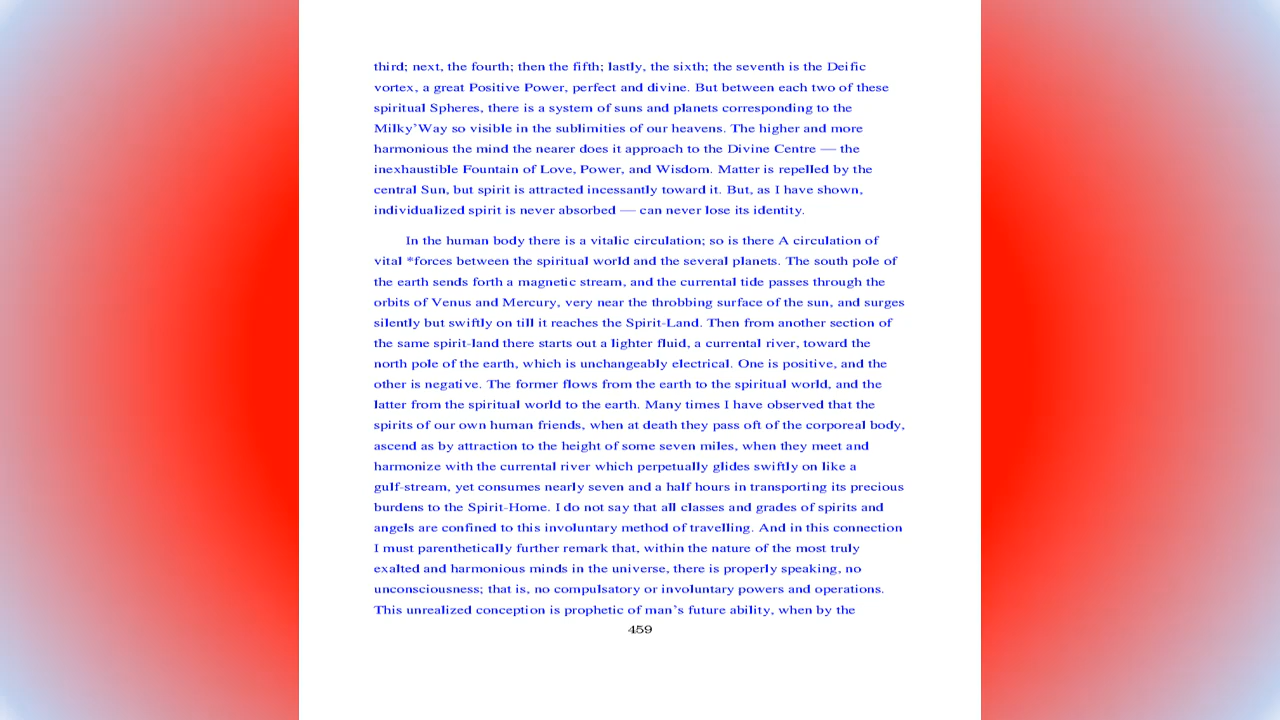 third; next, the fourth; then the fifth; lastly, the sixth; the seventh is the Deific
vortex, a great Positive Power, perfect and divine. But between each two of these
spiritual Spheres, there is a system of suns and planets corresponding to the
Milky’Way so visible in the sublimities of our heavens. The higher and more
harmonious the mind the nearer does it approach to the Divine Centre — the
inexhaustible Fountain of Love, Power, and Wisdom. Matter is repelled by the
central Sun, but spirit is attracted incessantly toward it. But, as I have shown,
individualized spirit is never absorbed — can never lose its identity.
In the human body there is a vitalic circulation; so is there A circulation of
vital *forces between the spiritual world and the several planets. The south pole of
the earth sends forth a magnetic stream, and the currental tide passes through the
orbits of Venus and Mercury, very near the throbbing surface of the sun, and surges
silently but swiftly on till it reaches the Spirit-Land. Then from another section of
the same spirit-land there starts out a lighter fluid, a currental river, toward the
north pole of the earth, which is unchangeably electrical. One is positive, and the
other is negative. The former flows from the earth to the spiritual world, and the
latter from the spiritual world to the earth. Many times I have observed that the
spirits of our own human friends, when at death they pass oft of the corporeal body,
ascend as by attraction to the height of some seven miles, when they meet and
harmonize with the currental river which perpetually glides swiftly on like a
gulf-stream, yet consumes nearly seven and a half hours in transporting its precious
burdens to the Spirit-Home. I do not say that all classes and grades of spirits and
angels are confined to this involuntary method of travelling. And in this connection
I must parenthetically further remark that, within the nature of the most truly
exalted and harmonious minds in the universe, there is properly speaking, no
unconsciousness; that is, no compulsatory or involuntary powers and operations.
This unrealized conception is prophetic of man’s future ability, when by the
459